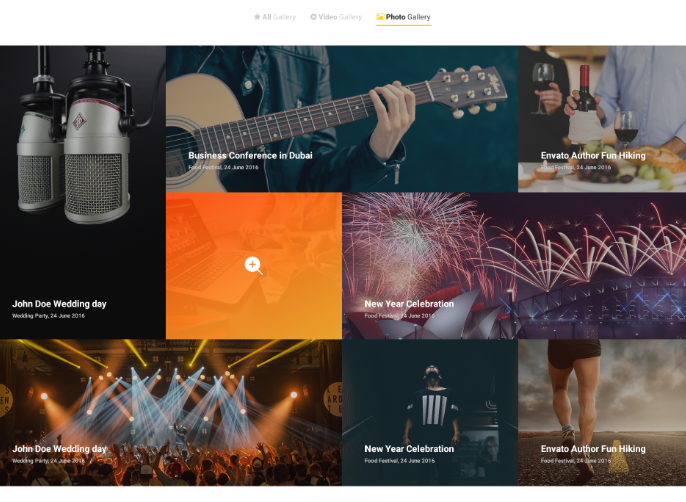 All Gallery
Video Gallery
Photo Gallery
Business Conference in Dubai
Food Festival, 24 June 2016
Envato Author Fun Hiking
Food Festival, 24 June 2016
John Doe Wedding day
Wedding Party, 24 June 2016
New Year Celebration
Food Festival, 24 June 2016
John Doe Wedding day
Wedding Party, 24 June 2016
New Year Celebration
Food Festival, 24 June 2016
Envato Author Fun Hiking
Food Festival, 24 June 2016